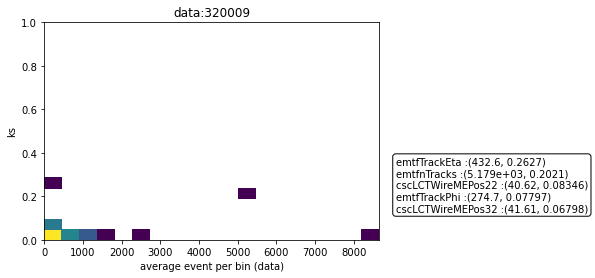 data:320009
1.0
0.8
0.6
0.4
0.2
0.0
ks
0 1000 2000 3000 4000 5000 6000 7000 8000
average event per bin (data)
emtfTrackEta :(432.6, 0.2627)
emtfnTracks :(5.179e+03, 0.2021)
cscLCTWireMEPos22 :(40.62, 0.08346)
emtfTrackPhi :(274.7, 0.07797)
cscLCTWireMEPos32 :(41.61, 0.06798)